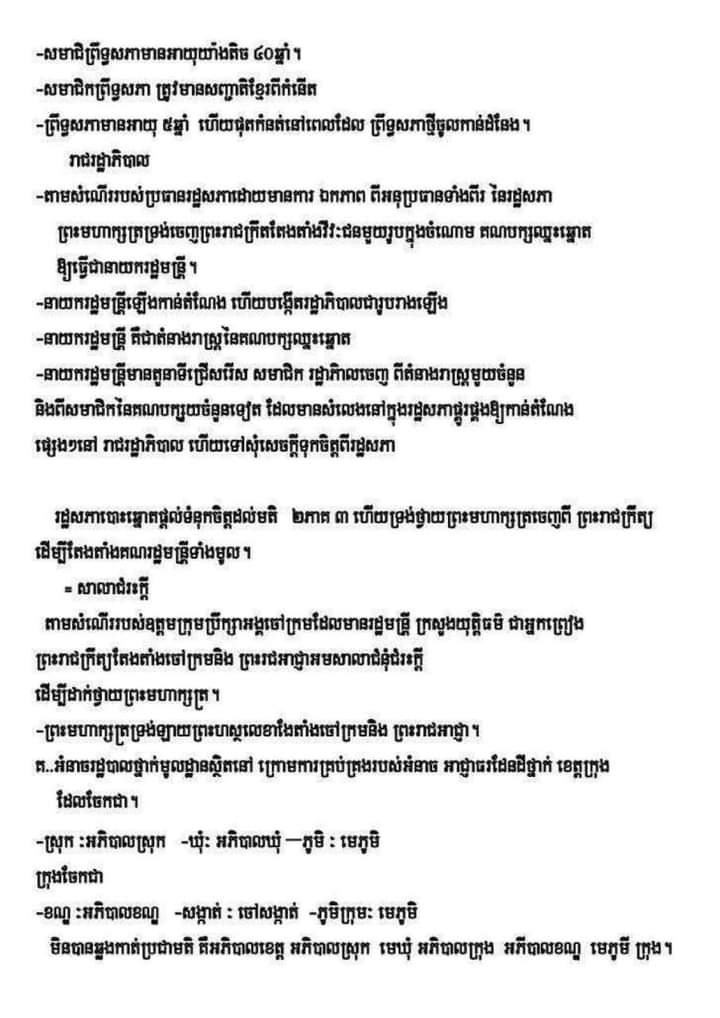 -សមាជិព្រឹទ្ធសភាមានអាយុយ៉ាងតិច ៤០ឆ្នាំ។
-សមាជិកព្រឹទ្ធសភា ត្រូវមានសញ្ជាតិខ្មែរពីកំនើត
-ព្រឹទ្ធសភាមានអាយុ ៥ឆ្នាំ ហើយផុតកំនត់នៅពេលដែល ព្រឹទ្ធសភាថ្មីចូលកាន់ដំនែង។
រាជរដ្ឋាភិបាល
-តាមសំណើររបស់ប្រធានរដ្ឋសភាដោយមានការ ឯកភាព ពីអនុប្រធានទាំងពីរ នៃរដ្ឋសភា
ព្រះមហាក្សត្រទ្រង់ចេញព្រះរាជក្រឹតតែងតាំងវីវៈជនមួយរូបក្នុងចំណោម គណបក្សឈ្នះឆ្នោត
ឱ្យធ្វើជានាយករដ្ឋមន្ត្រី។
-នាយករដ្ឋមន្ត្រីឡើងកាន់តំណែង ហើយបង្កើតរដ្ឋាភិបាលជារូបរាងឡើង
-នាយករដ្ឋមន្ត្រី គឺជាតំនាងរាស្ត្រនៃគណបក្សឈ្នះឆ្នោត
-នាយករដ្ឋមន្ត្រីមានតួនាទីជ្រើសរើស សមាជិក រដ្ឋាភិាលចេញ ពីតំនាងរាស្ត្រមួយចំនួន
និងពីសមាជិកនៃគណបក្ស្មយចំនួនទៀត ដែលមានសំលេងនៅក្នុងរដ្ឋសភាផ្គូរផ្គងឱ្យកាន់តំណែង
ផ្សេងៗនៅ រាជរដ្ឋាភិបាល ហើយទៅសុំសេចក្តីទុកចិត្តពីរដ្ឋសភា
រដ្ឋសភាបោះឆ្នោតផ្តល់ទំនុកចិត្តដល់មតិ ២ភាគ ៣ ហើយទ្រង់ថ្វាយព្រះមហាក្សត្រចេញពី ព្រះរាជក្រឹត្យ
ដើម្បីតែងតាំងគណរដ្ឋមន្ត្រីទាំងមូល។
= សាលាជំរះក្តី
តាមសំណើររបស់ឧត្តមក្រុមប្រឹក្សាអង្គចៅក្រមដែលមានរដ្ឋមន្ត្រី ក្រសួងយុត្តិធម៌ ជាអ្នកព្រៀង
ព្រះរាជក្រឹត្យតែងតាំងចៅក្រមនិង ព្រះរជអាជ្ញាអមសាលាជំនុំជំរះក្តី
ដើម្បីដាក់ថ្វាយព្រះមហាក្សត្រ។
-ព្រះមហាក្សត្រទ្រង់ឡាយព្រះហស្ថលេខាតែងតាំងចៅក្រមនិង ព្រះរាជអាជ្ញា។
គ..អំនាចរដ្ឋបាលថ្នាក់មូលដ្ឋានស្ថិតនៅ ក្រោមការគ្រប់គ្រងរបស់អំនាច អាជ្ញាធរដែនដីថ្នាក់ ខេត្តក្រុង
ដែលចែកជា។
-ស្រុក ៈអភិបាលស្រុក -ឃុំៈ អភិបាលឃុំ —ភូមិ ៈ មេភូមិ
ក្រុងចែកជា
-ខណ្ឌ ៈអភិបាលខណ្ឌ -សង្កាត់ ៈ ចៅសង្កាត់ -ភូមិក្រុមៈ មេភូមិ
មិនបានឆ្លងកាត់ប្រជាមតិ គឺអភិបាលខេត្ត អភិបាលស្រុក មេឃុំ អភិបាលក្រុង អភីបាលខណ្ឌ មេភូមី ក្រុង។